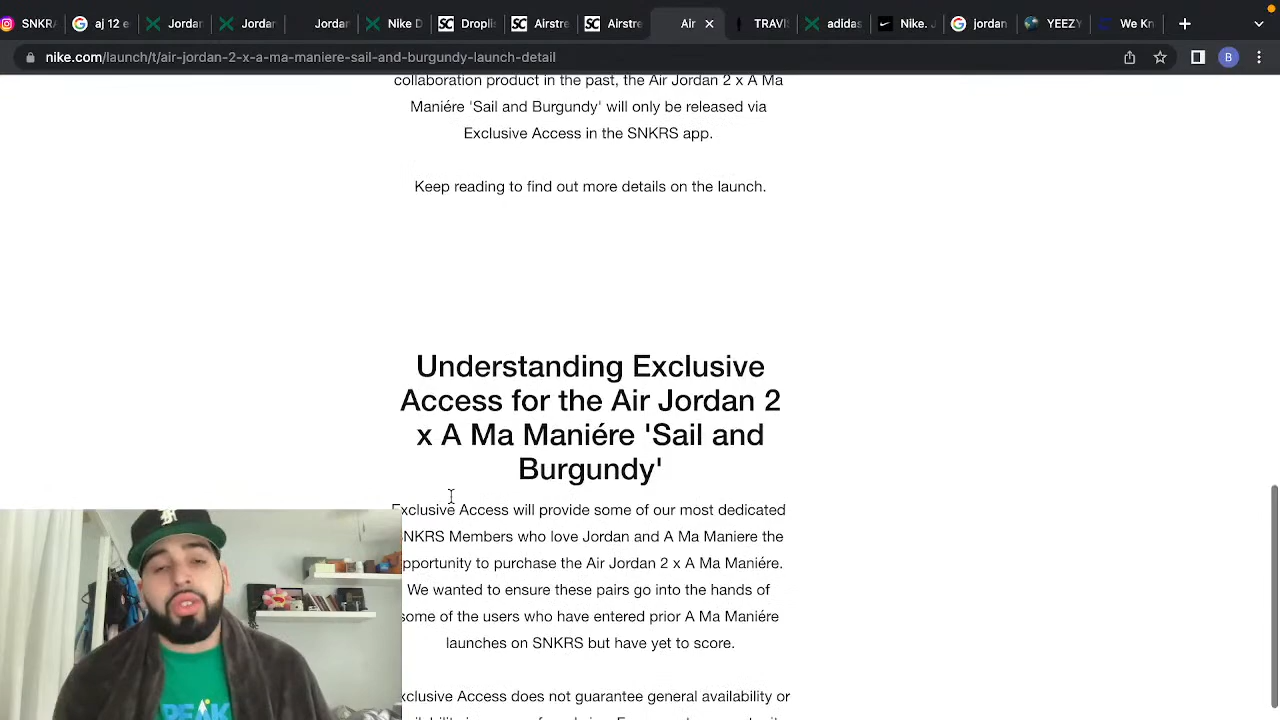 SNKRA
aj 12 e
Jordan
Jordan
Jordan
Nike D
Droplis
Airstre
Airstre
Air
TRAVIS
adidas
Nike. J
jordan
YEEZY
We Kn
nike.com/launch/t/air-jordan-2-x-a-ma-maniere-sail-and-burgundy-launch-detail
B
collaboration product in the past, the Air Jordan 2 x A Ma
Maniére 'Sail and Burgundy' will only be released via
Exclusive Access in the SNKRS app.
Keep reading to find out more details on the launch.
Understanding Exclusive
Access for the Air Jordan 2
x A Ma Maniére 'Sail and
Burgundy'
Exclusive Access will provide some of our most dedicated
SNKRS Members who love Jordan and A Ma Maniere the
opportunity to purchase the Air Jordan 2 x A Ma Maniére.
We wanted to ensure these pairs go into the hands of
some of the users who have entered prior A Ma Maniére
launches on SNKRS but have yet to score.
Exclusive Access does not guarantee general availability or
PEAK